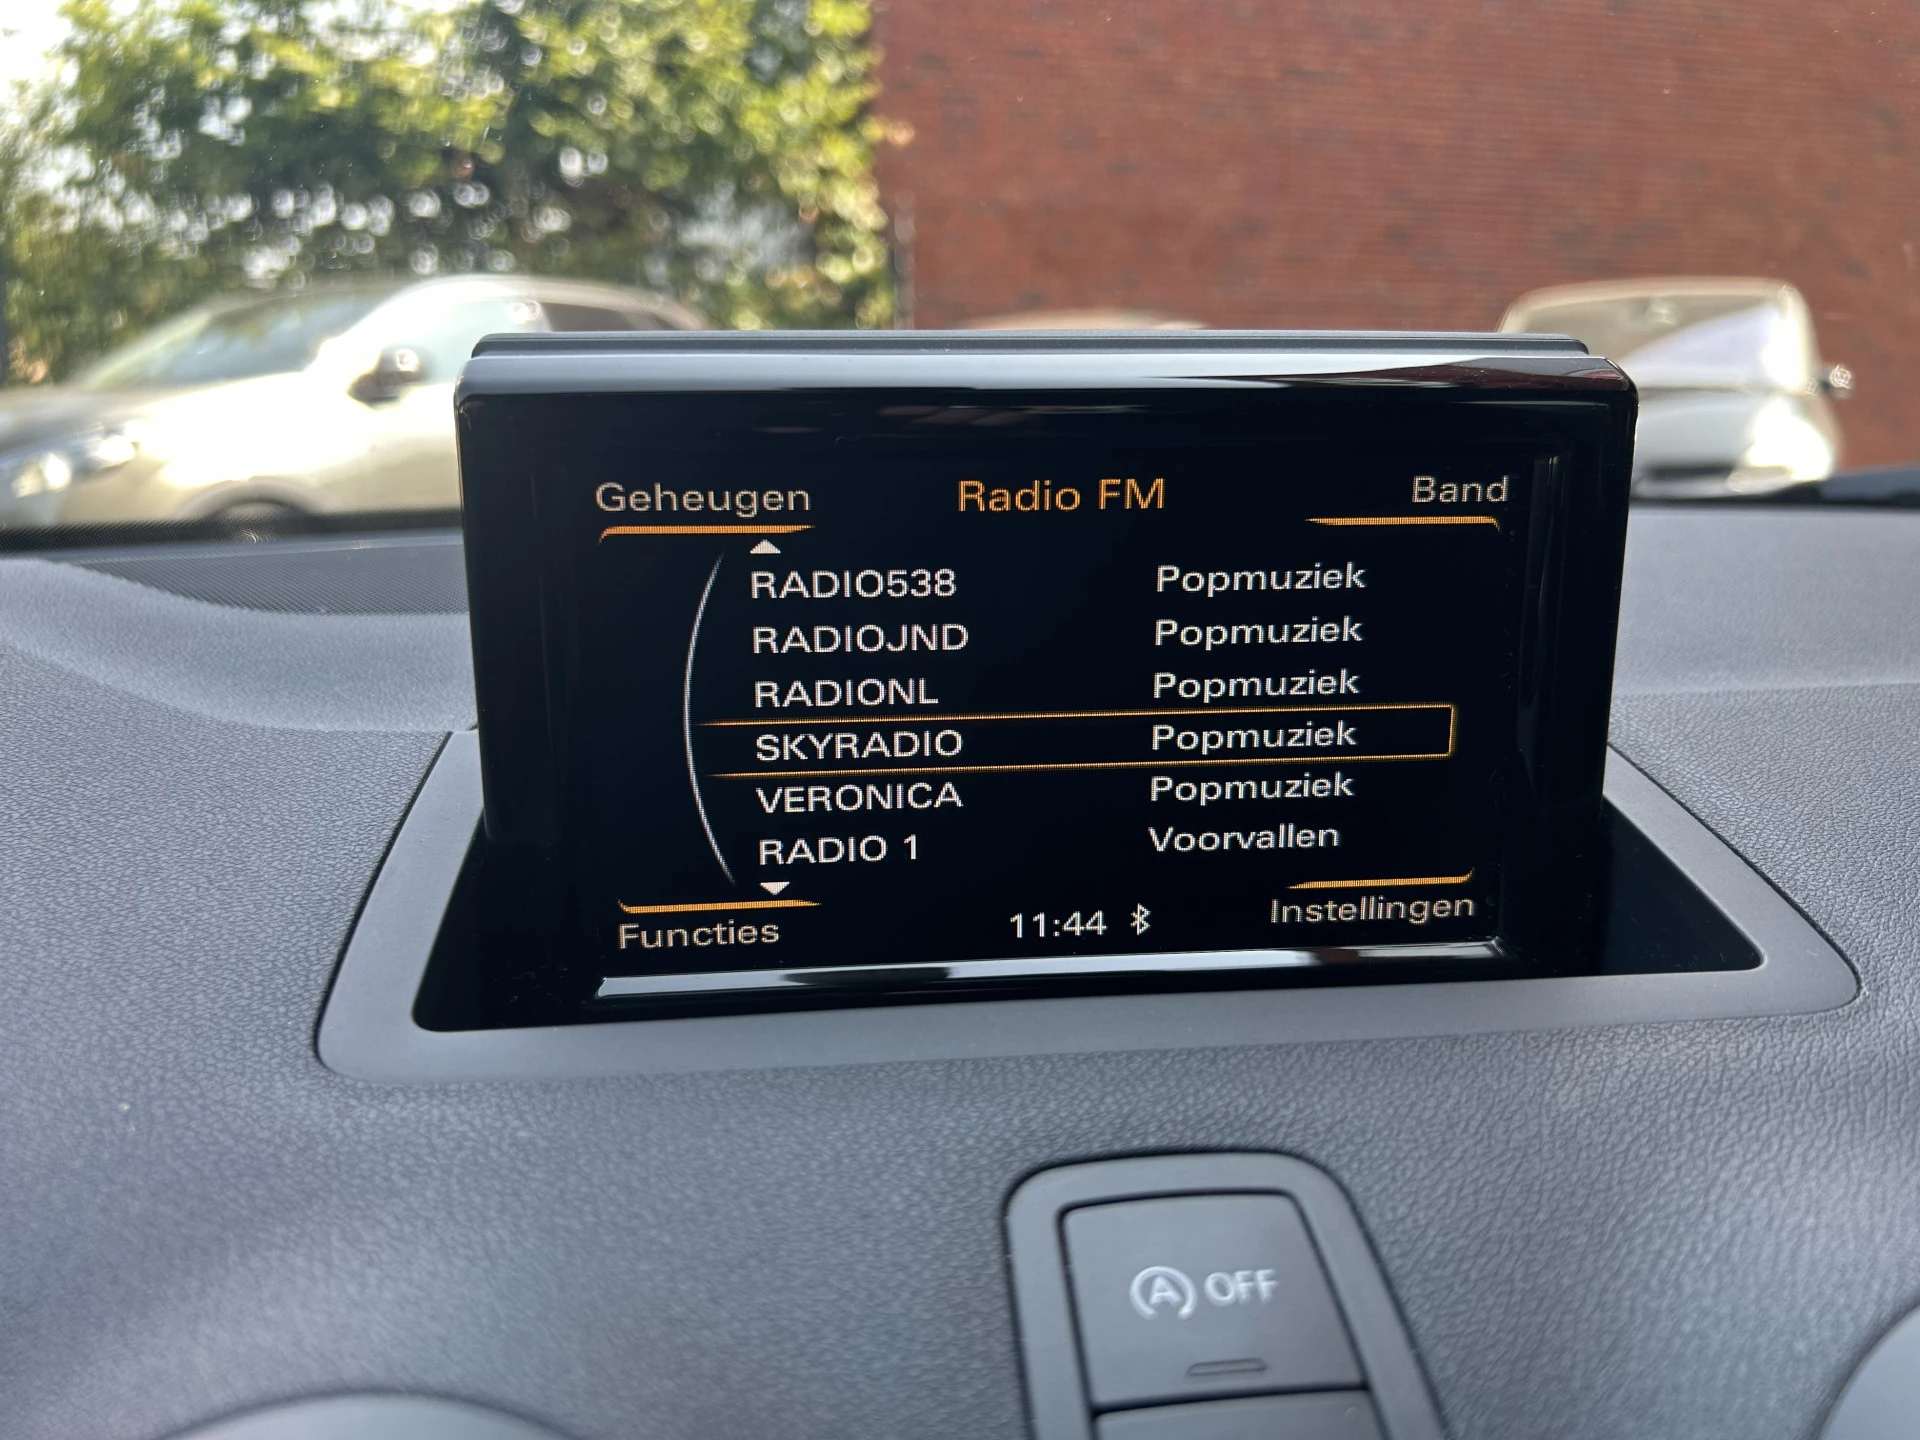 Geheugen Radio FM Band
RADIO538 Popmuziek
RADIOJND Popmuziek
RADIONL Popmuziek
SKYRADIO Popmuziek
VERONICA Popmuziek
RADIO 1 Voorvallen
Functies 11:44 Instellingen
A OFF